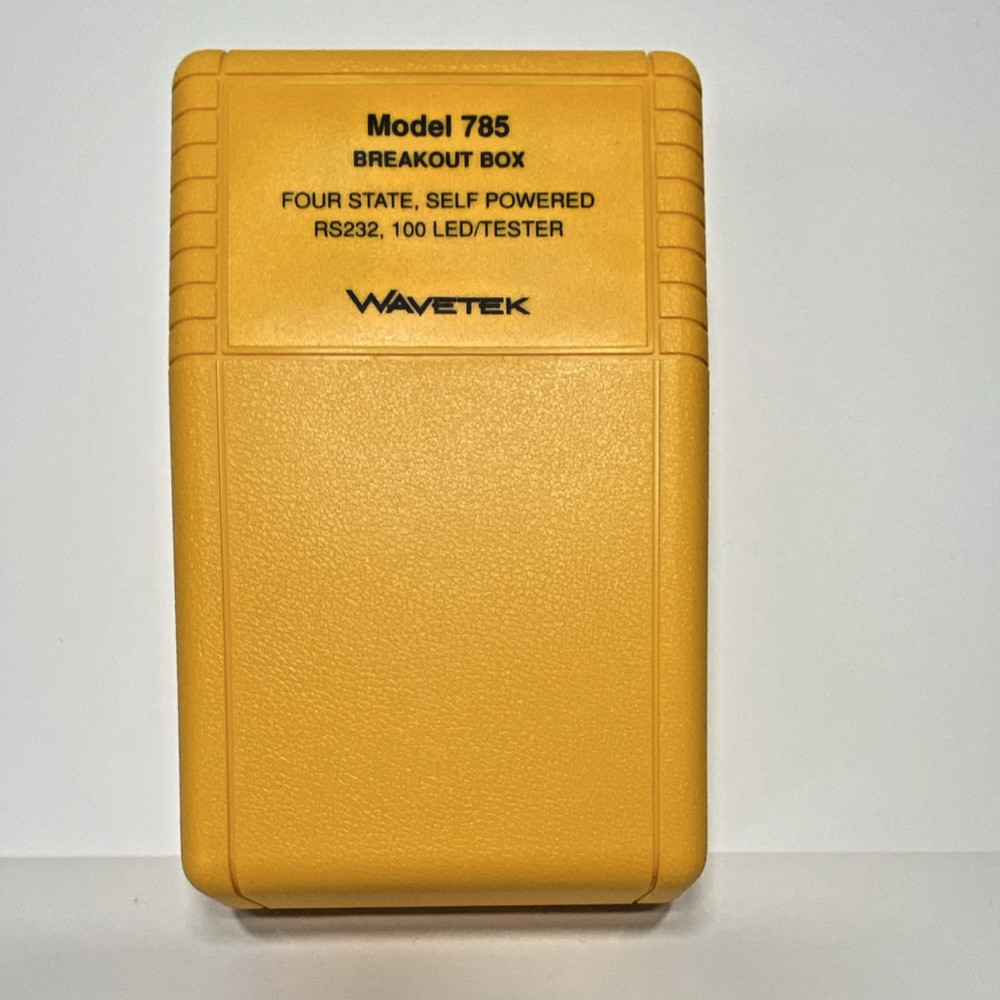 Model 785
BREAKOUT BOX
FOUR STATE, SELF POWERED
RS232, 100 LED/TESTER
WAVETEK